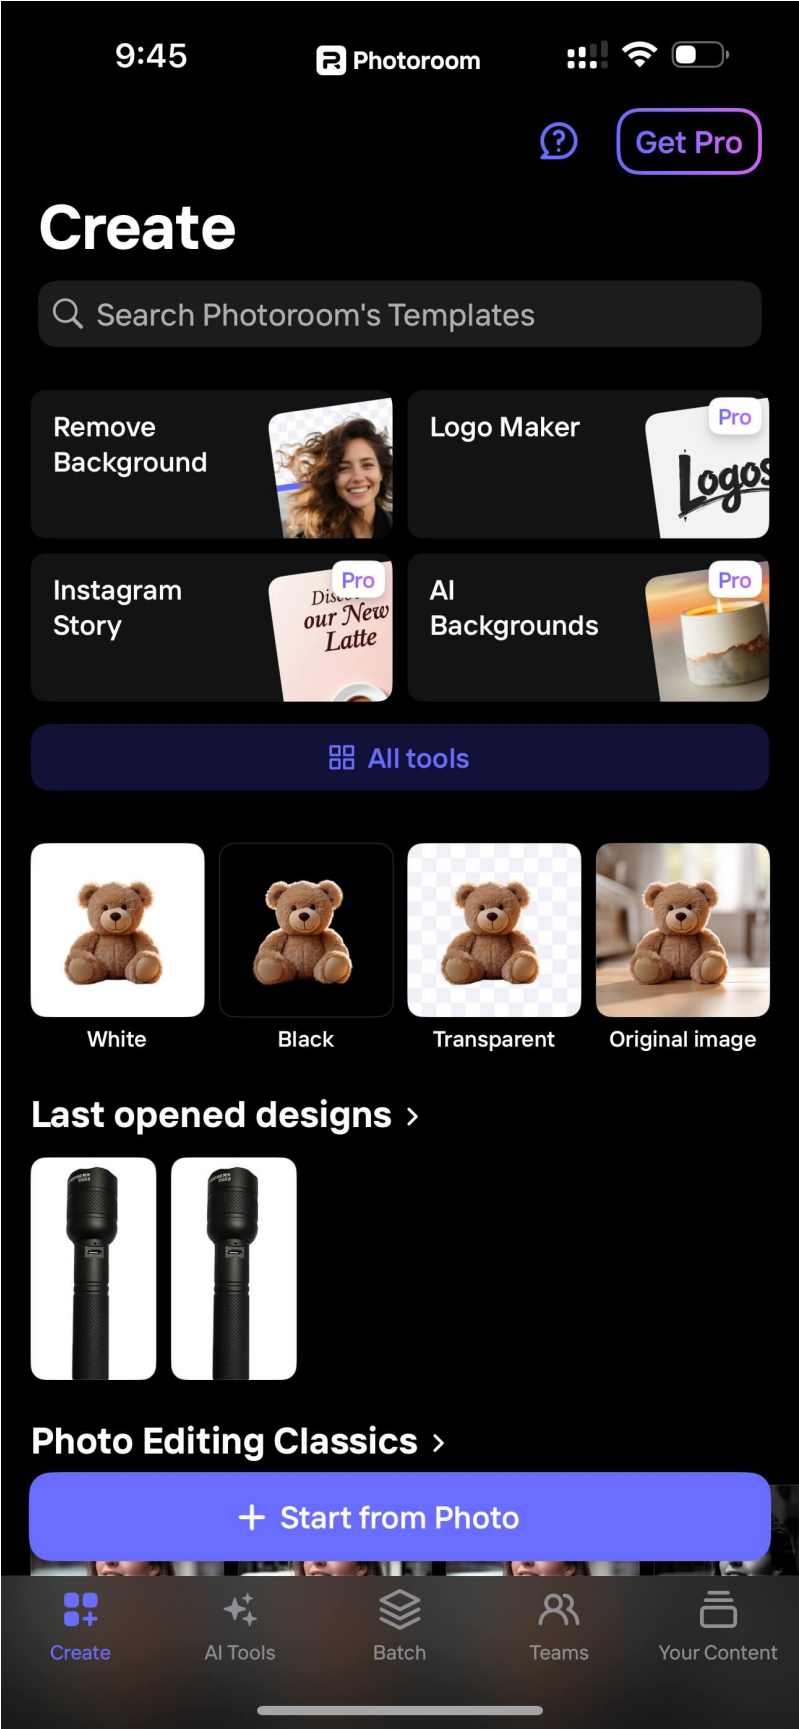 9:45
Photoroom
Get Pro
Create
Search Photoroom's Templates
Remove
Background
Logo Maker
Pro
Logos
Instagram
Story
Pro
our New
Latte
AI
Backgrounds
Pro
All tools
White
Black
Transparent
Original image
Last opened designs
Photo Editing Classics
+ Start from Photo
Create
AI Tools
Batch
Teams
Your Content